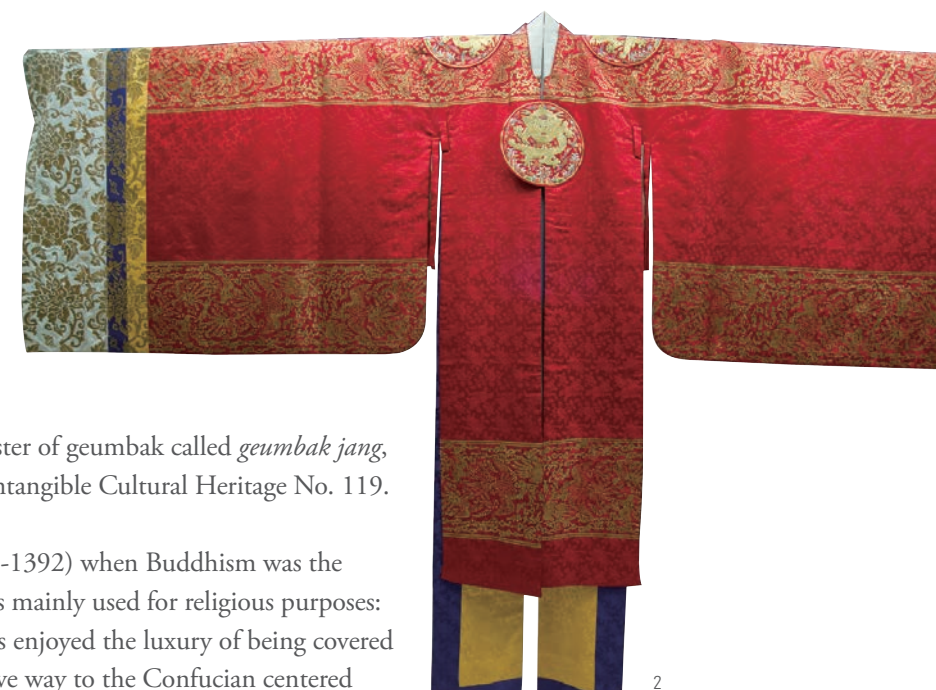 ster of geumbak called geumbak jang,
ntangible Cultural Heritage No. 119.
-1392) when Buddhism was the
s mainly used for religious purposes:
s enjoyed the luxury of being covered
ve way to the Confucian centered
2